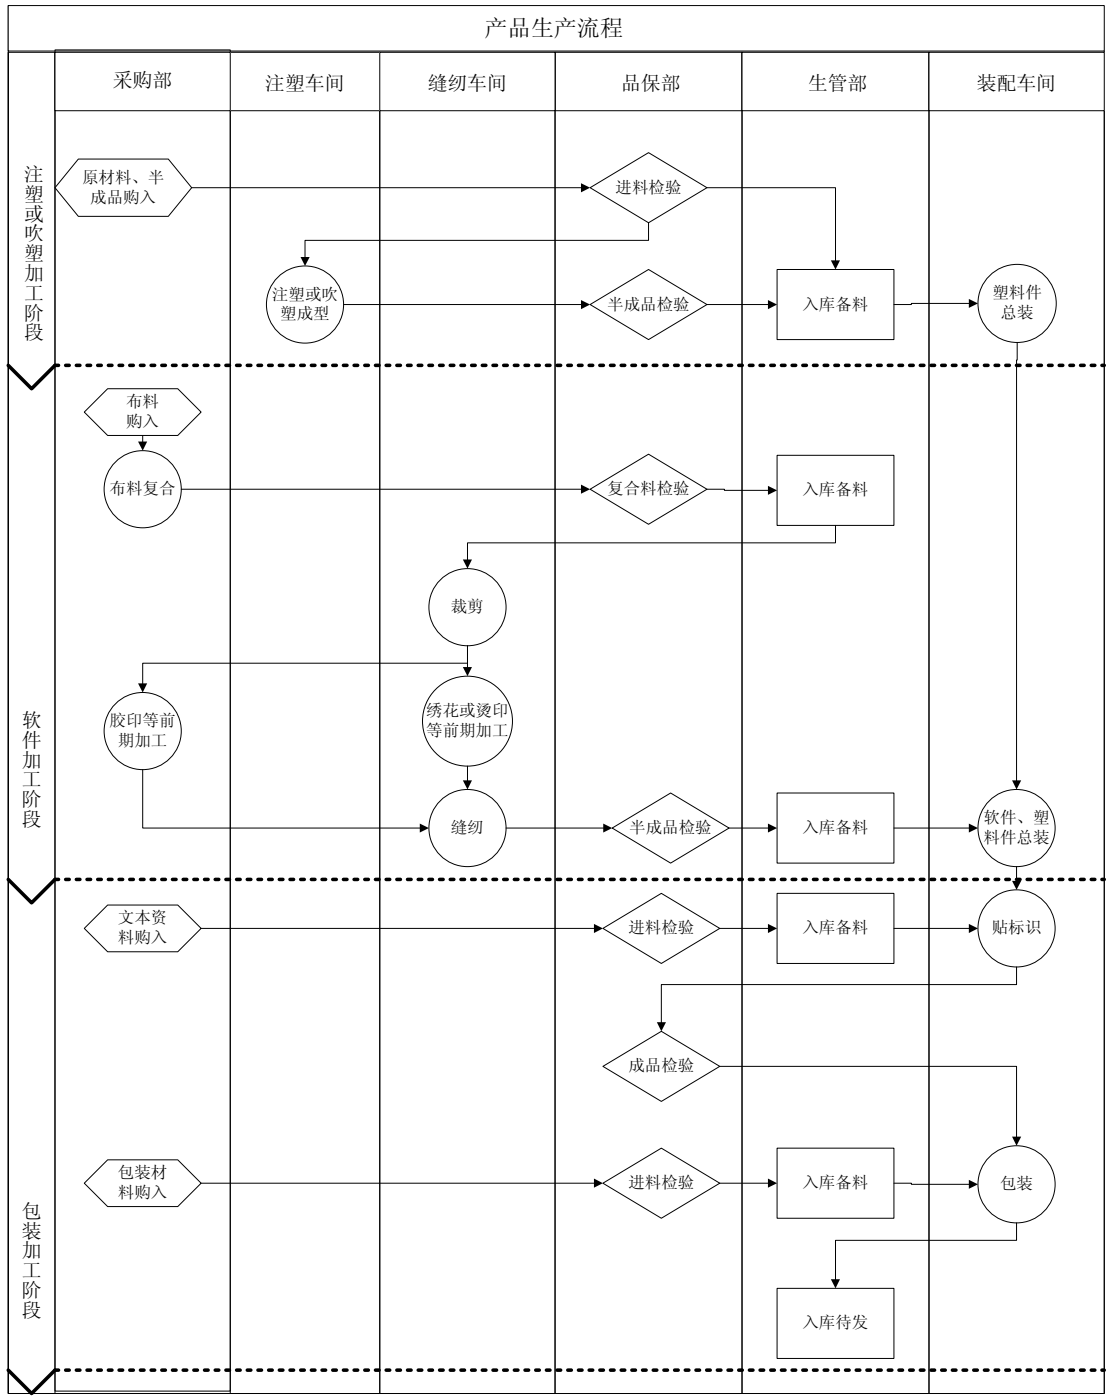 产品生产流程
采购部
注塑车间
缝纫车间
品保部
生管部
装配车间
注塑或吹塑加工阶段
原材料、半
成品购入
进料检验
注塑或吹
塑成型
半成品检验
入库备料
塑料件
总装
软件加工阶段
布料
购入
布料复合
复合料检验
入库备料
裁剪
胶印等前
期加工
绣花或烫印
等前期加工
缝纫
半成品检验
入库备料
软件、塑
料件总装
包装加工阶段
文本资
料购入
进料检验
入库备料
贴标识
成品检验
包装材
料购入
进料检验
入库备料
包装
入库待发